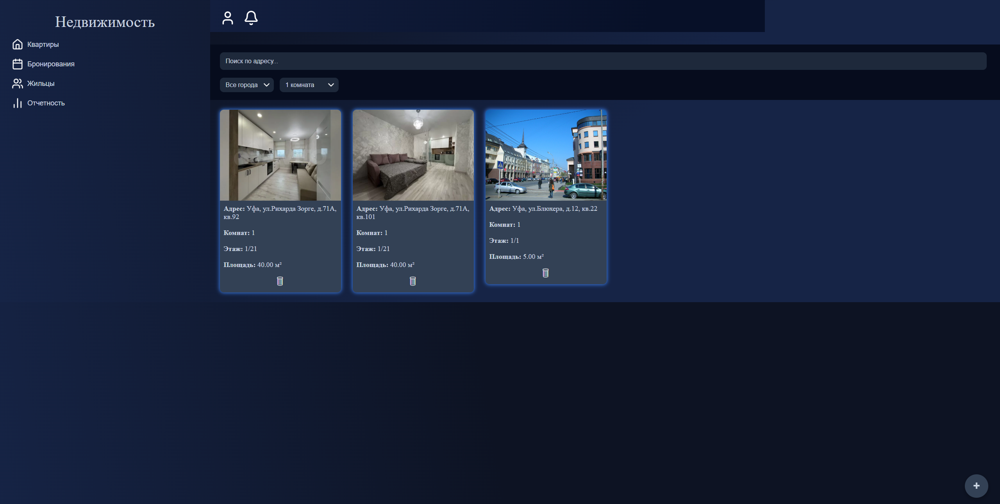 Недвижимость
Квартиры
Бронирования
Жильцы
Отчетность
Поиск по адресу...
Все города
1 комната
Адрес: Уфа, ул.Рихарда Зорге, д.71А,
кв.92
Комнат: 1
Этаж: 1/21
Площадь: 40.00 м²
Адрес: Уфа, ул.Рихарда Зорге, д.71А,
кв.101
Комнат: 1
Этаж: 1/21
Площадь: 40.00 м²
Адрес: Уфа, ул.Блюхера, д.12, кв.22
Комнат: 1
Этаж: 1/1
Площадь: 5.00 м²
+